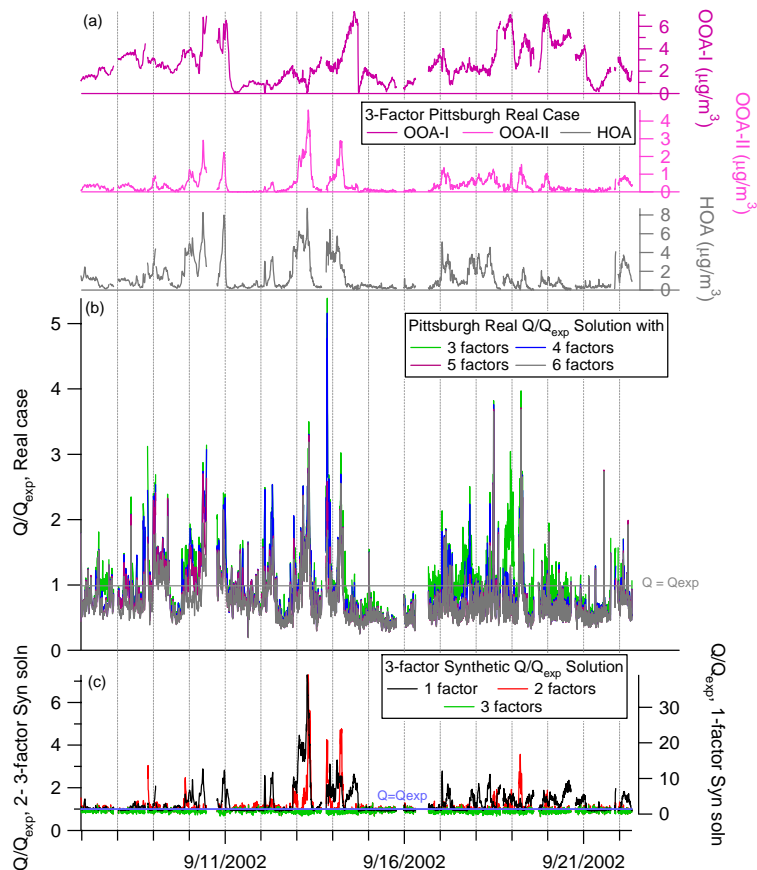 (a)
6
4
2
0
OOA-I (μg/m³)
3-Factor Pittsburgh Real Case
OOA-I OOA-II HOA
4
3
2
1
0
OOA-II (μg/m³)
8
6
4
2
0
HOA (μg/m³)
(b)
Pittsburgh Real Q/Qexp Solution with
3 factors 4 factors
5 factors 6 factors
5
4
3
2
1
0
Q/Qexp, Real case
Q = Qexp
(c)
3-factor Synthetic Q/Qexp Solution
1 factor 2 factors
3 factors
6
4
2
0
Q/Qexp, 2- 3-factor Syn soln
Q=Qexp
30
20
10
0
Q/Qexp, 1-factor Syn soln
9/11/2002 9/16/2002 9/21/2002